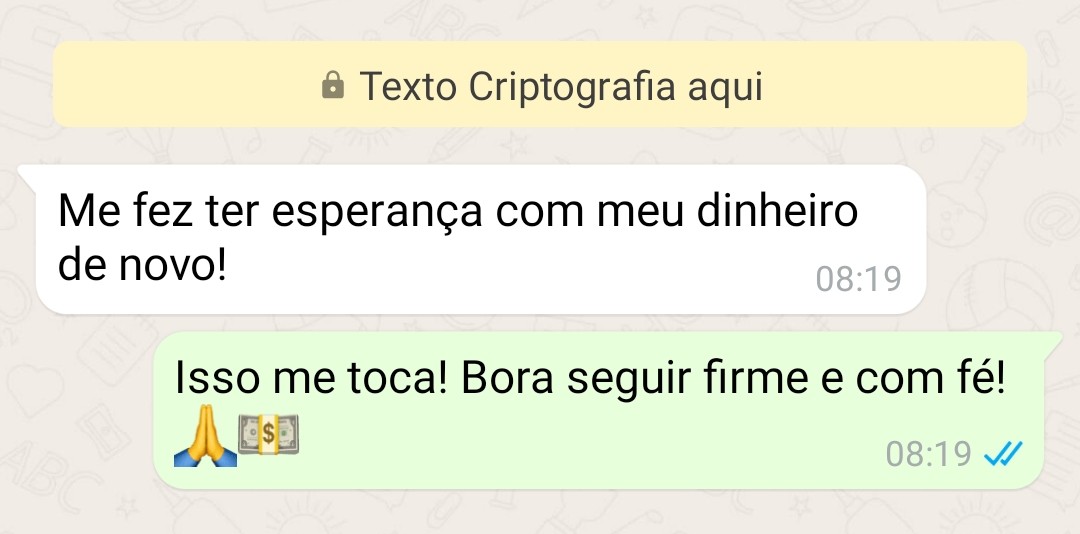 Texto Criptografia aqui
Me fez ter esperança com meu dinheiro
de novo!
08:19
Isso me toca! Bora seguir firme e com fé!
🙏💵
08:19